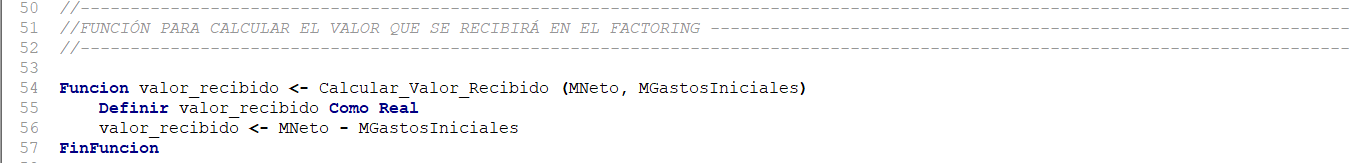 50 //-------------------------------------------------------------------------------------------------------------------------------
51 //FUNCIÓN PARA CALCULAR EL VALOR QUE SE RECIBIRÁ EN EL FACTORING ----------------------------------------------------------------
52 //-------------------------------------------------------------------------------------------------------------------------------
53
54 Funcion valor_recibido <- Calcular_Valor_Recibido (MNeto, MGastosIniciales)
55     Definir valor_recibido Como Real
56     valor_recibido <- MNeto - MGastosIniciales
57 FinFuncion